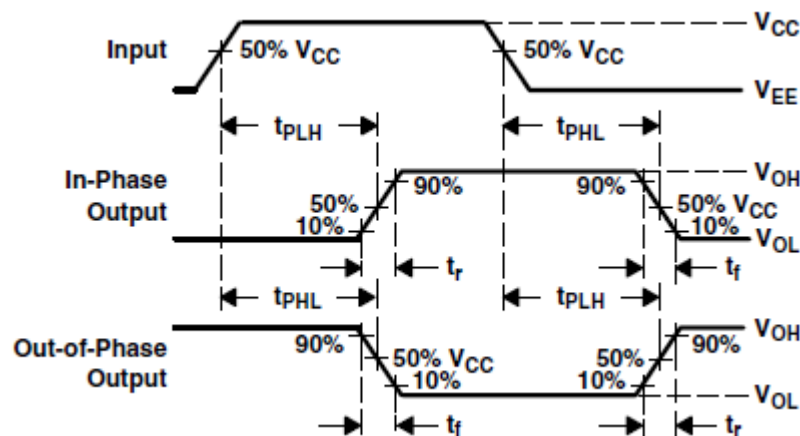 V_CC
Input 50% V_CC 50% V_CC
V_EE
t_PLH t_PHL
In-Phase 90% 90% V_OH
Output 50% 50% V_CC
10% 10% V_OL
t_r t_f
t_PHL t_PLH
Out-of-Phase 90% 90% V_OH
Output 50% V_CC 50%
10% 10% V_OL
t_f t_r